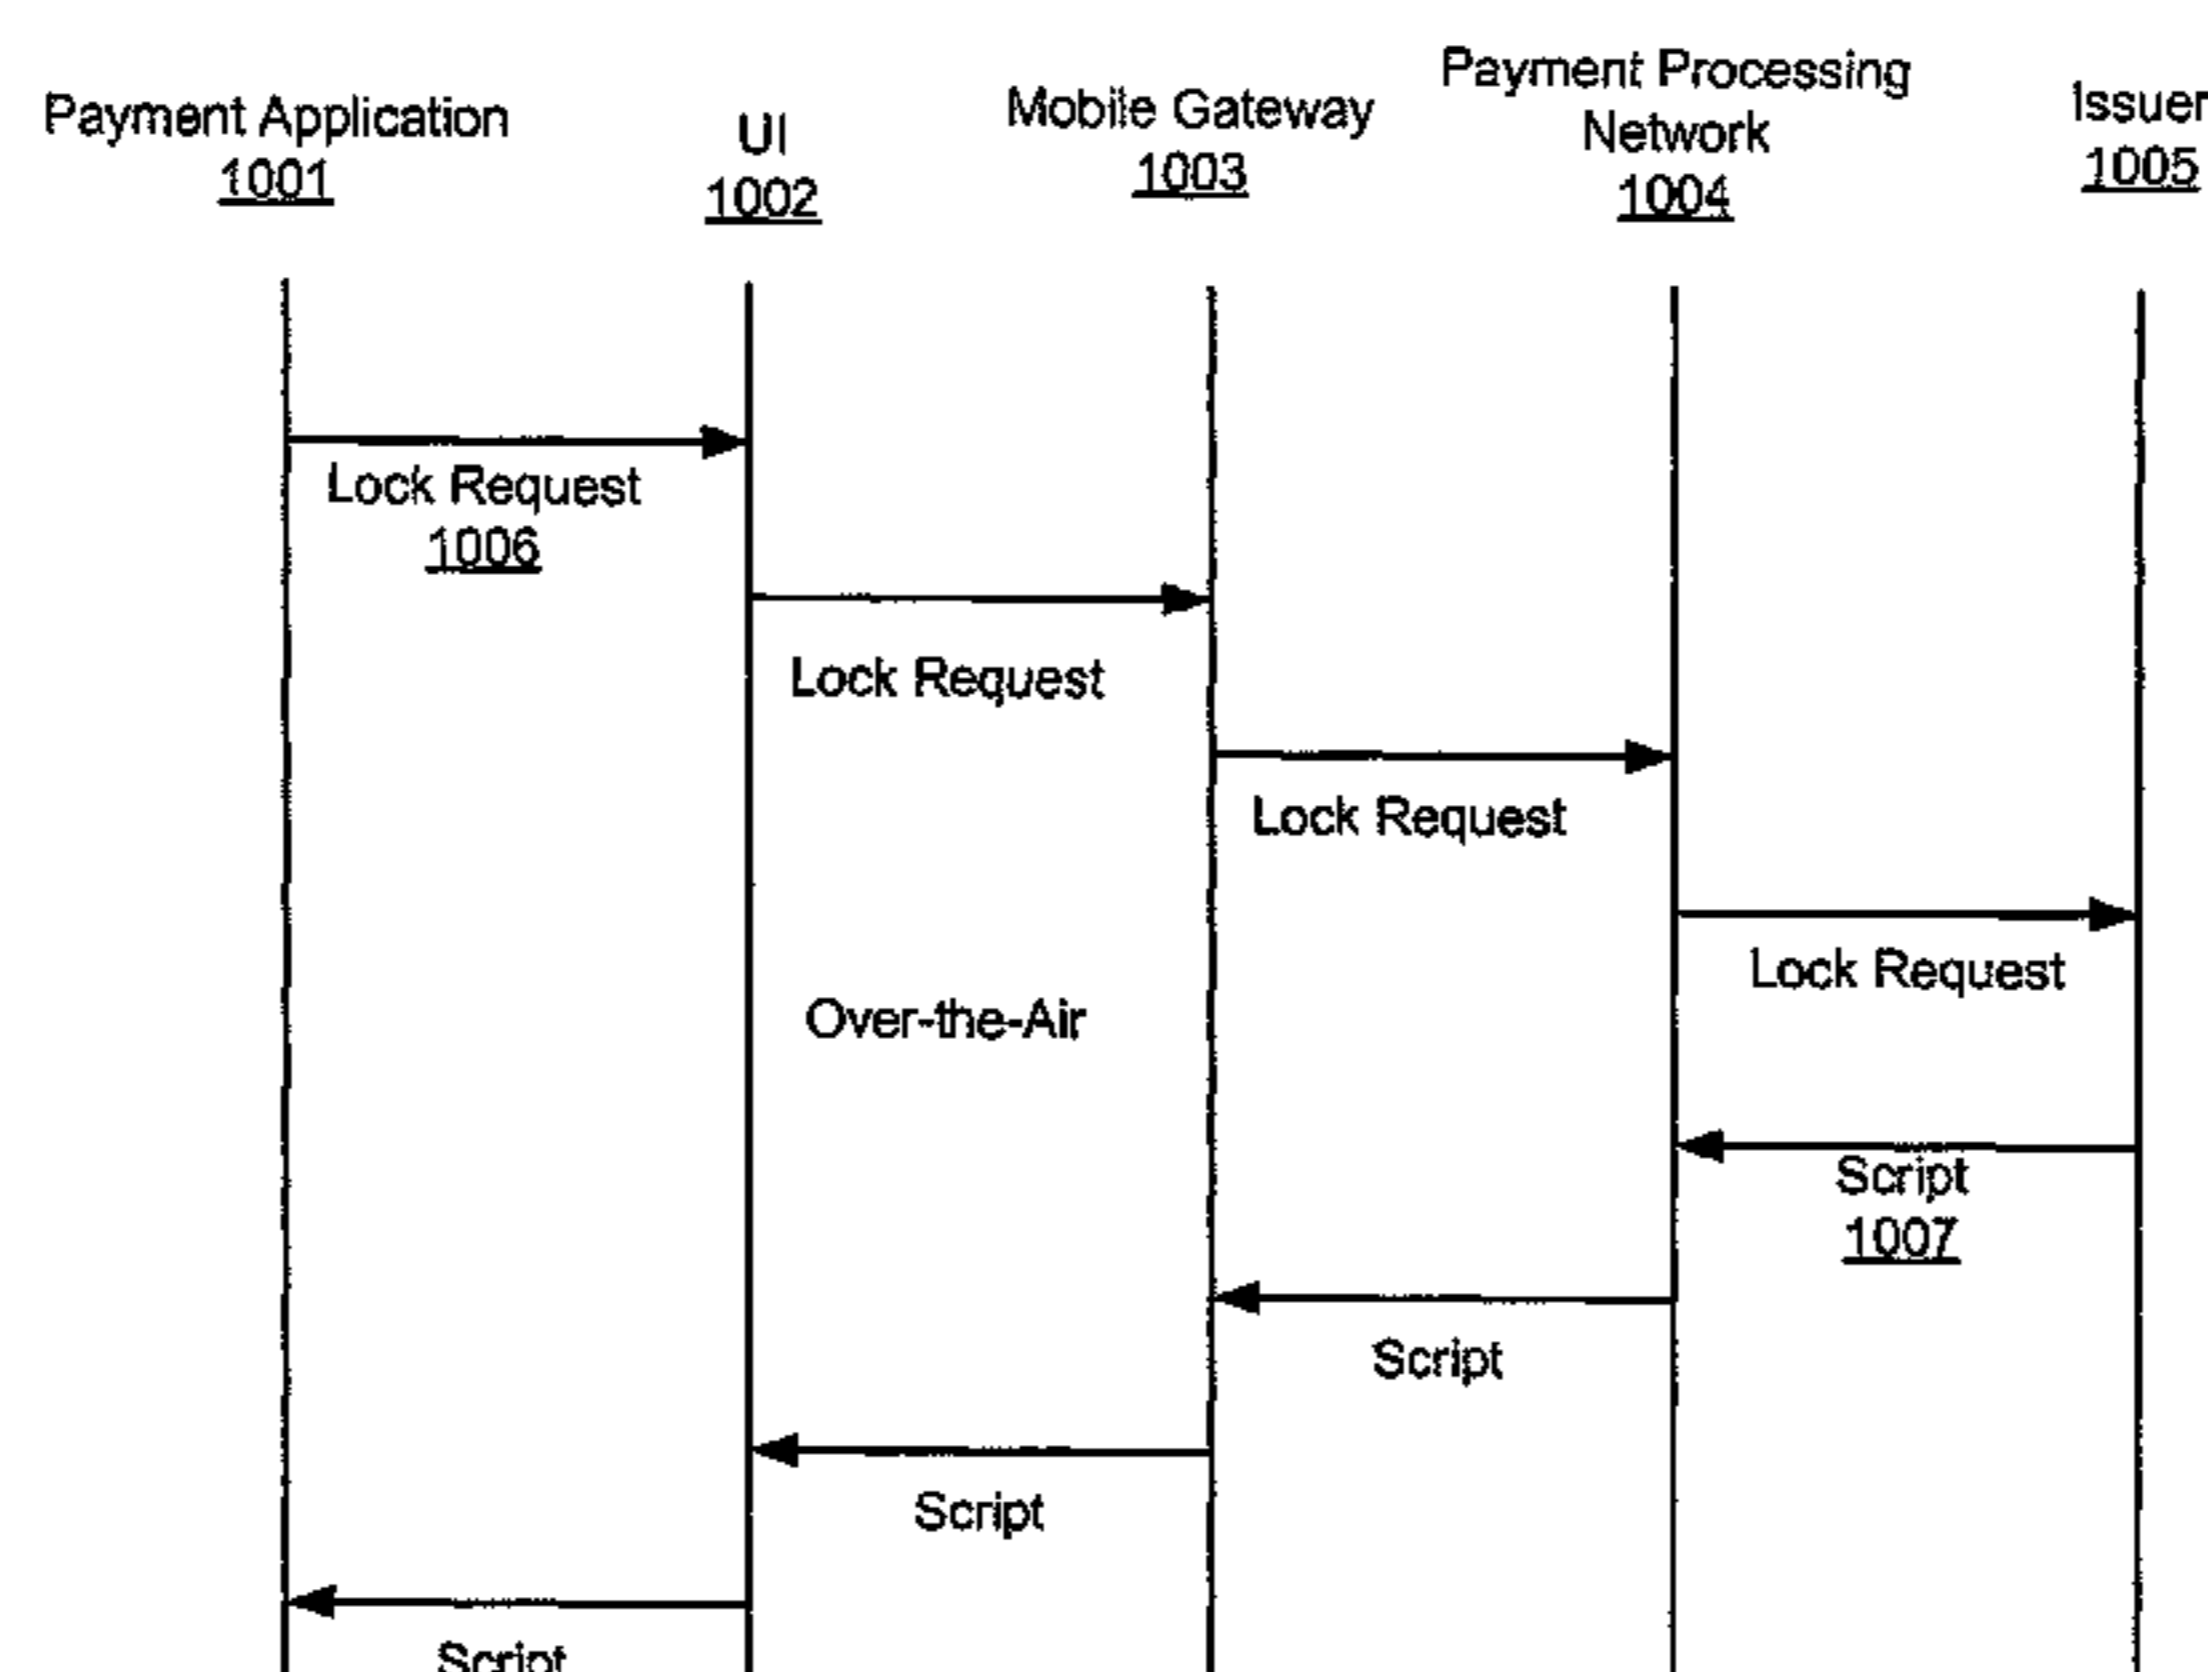 Payment Application
1001
UI
1002
Mobile Gateway
1003
Payment Processing
Network
1004
Issuer
1005
Lock Request
1006
Lock Request
Lock Request
Lock Request
Over-the-Air
Script
1007
Script
Script
Script